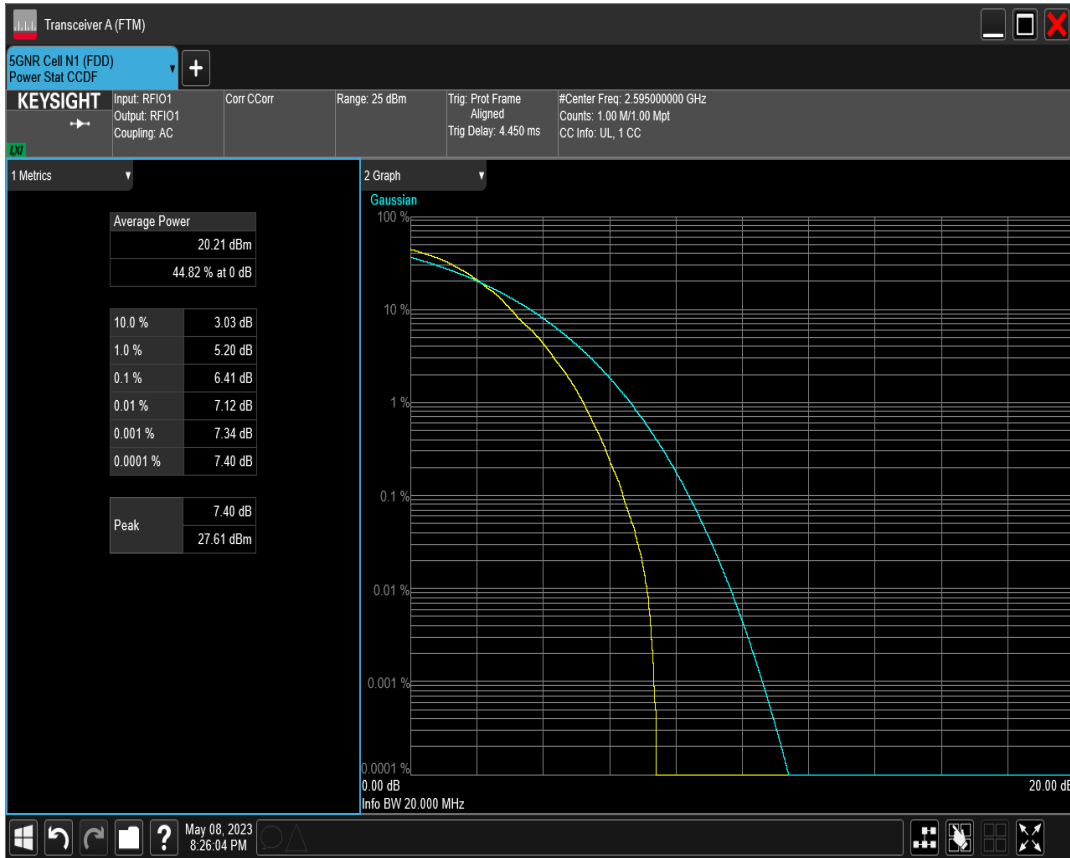 Transceiver A (FTM)
5GNR Cell N1 (FDD)
Power Stat CCDF
+
KEYSIGHT
LXI
Input: RFIO1
Output: RFIO1
Coupling: AC
Corr CCorr
Range: 25 dBm
Trig: Prot Frame
Aligned
Trig Delay: 4.450 ms
#Center Freq: 2.595000000 GHz
Counts: 1.00 M/1.00 Mpt
CC Info: UL, 1 CC
1 Metrics
Average Power
20.21 dBm
44.82 % at 0 dB
10.0 % 3.03 dB
1.0 % 5.20 dB
0.1 % 6.41 dB
0.01 % 7.12 dB
0.001 % 7.34 dB
0.0001 % 7.40 dB
Peak
7.40 dB
27.61 dBm
2 Graph
Gaussian
100 %
10 %
1 %
0.1 %
0.01 %
0.001 %
0.0001 %
0.00 dB 20.00 dB
Info BW 20.000 MHz
?
May 08, 2023
8:26:04 PM